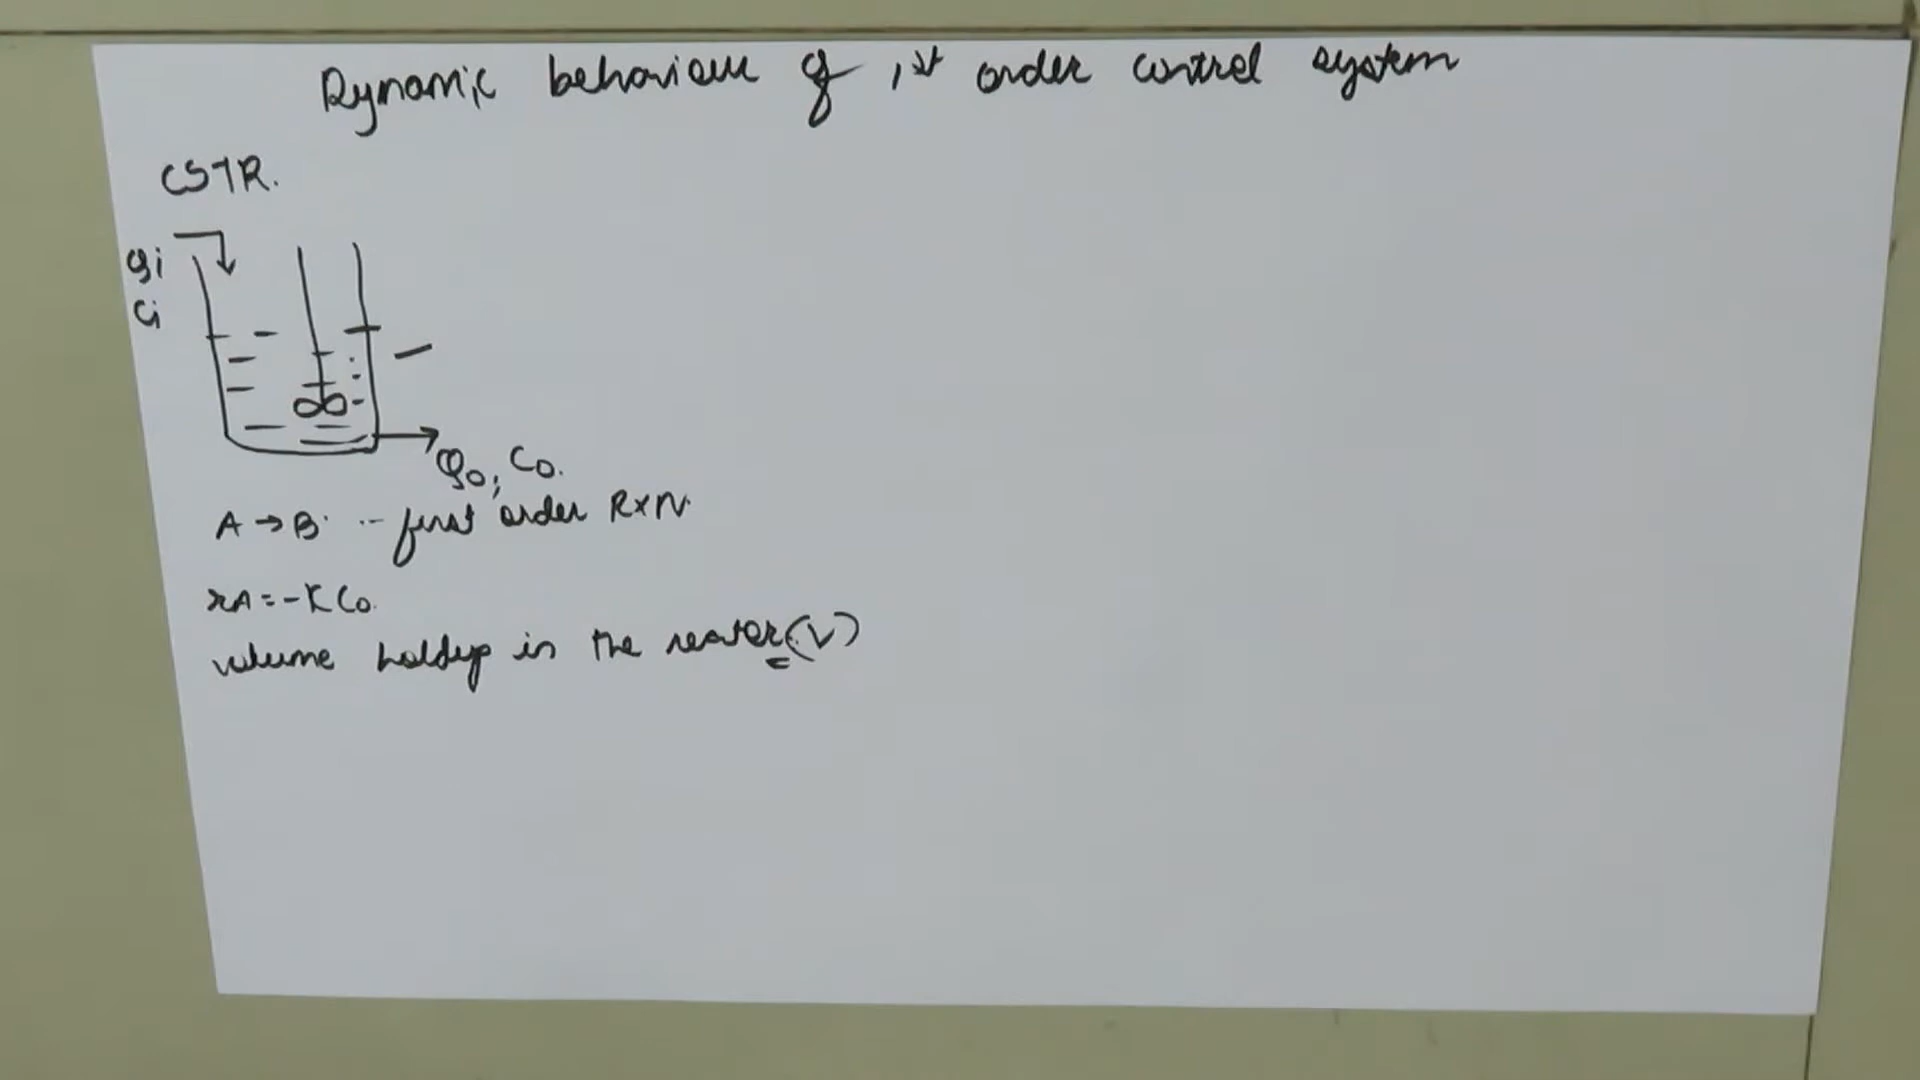 Dynamic behaviour of 1st order control system
CSTR.
qi
Ci
qo, Co.
A → B. -- first order RXN.
rA = -KCo.
volume holdup in the reactor (V)